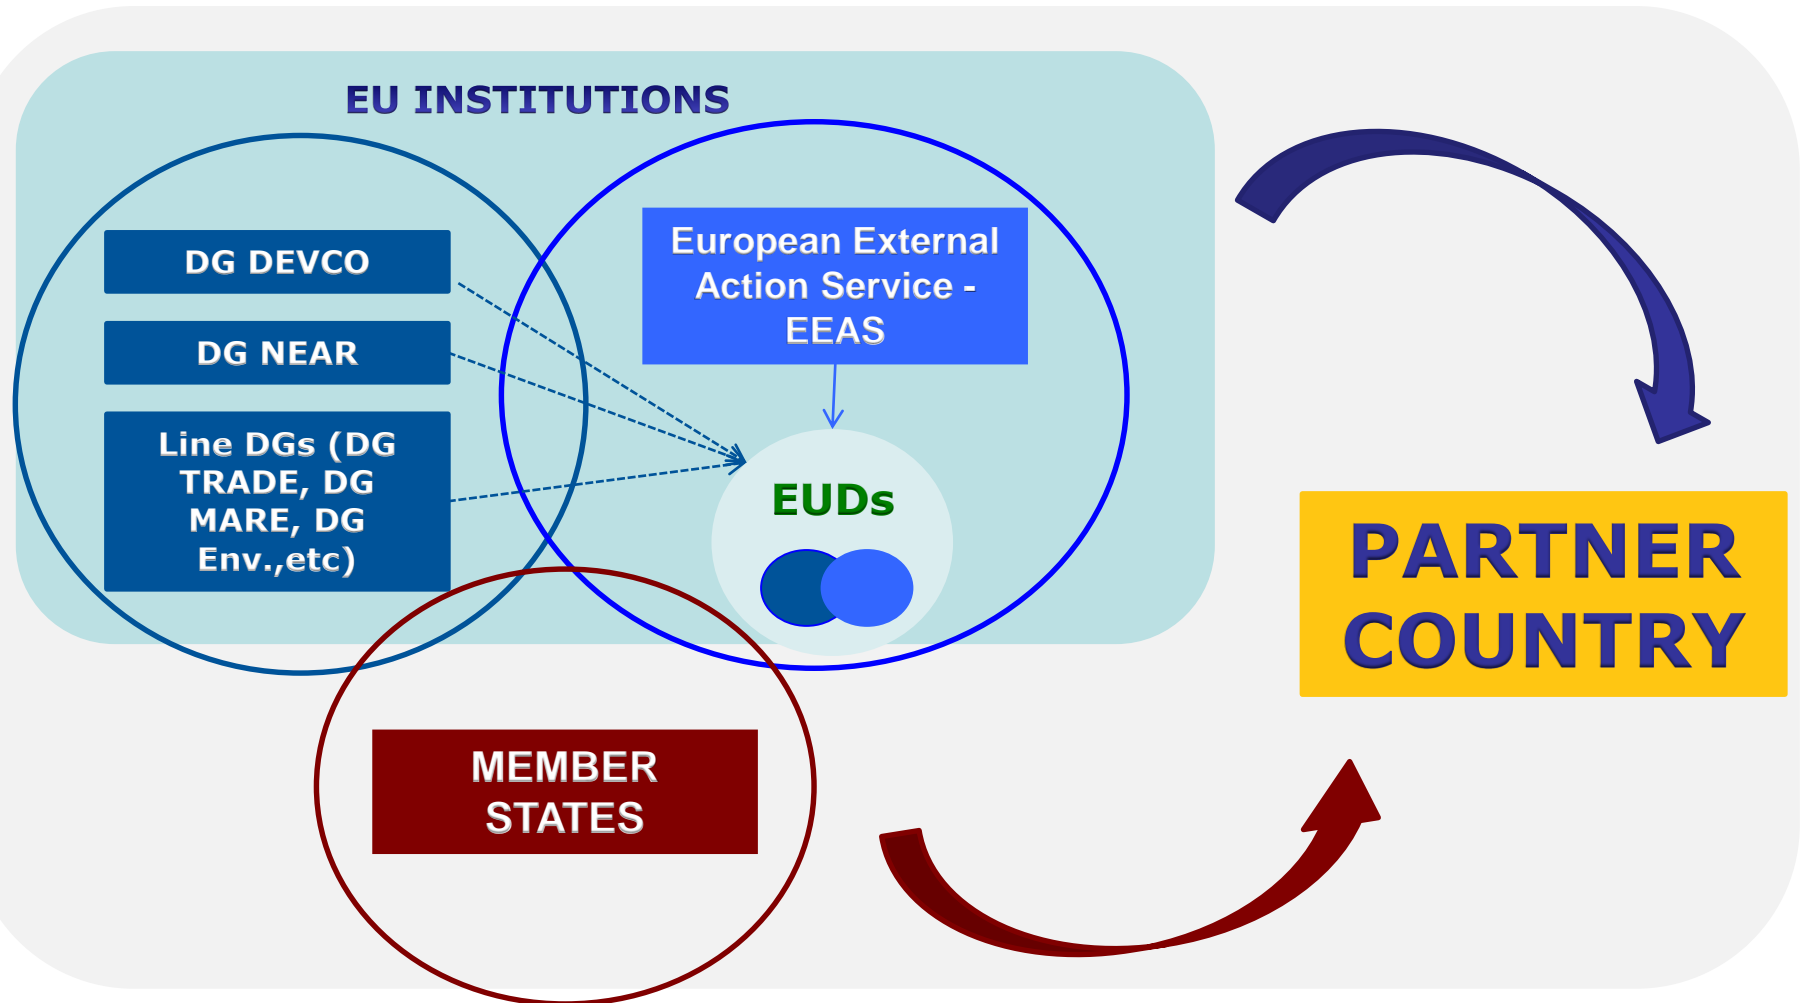 EU INSTITUTIONS
DG DEVCO
DG NEAR
Line DGs (DG
TRADE, DG
MARE, DG
Env.,etc)
European External
Action Service -
EEAS
EUDs
MEMBER
STATES
PARTNER
COUNTRY